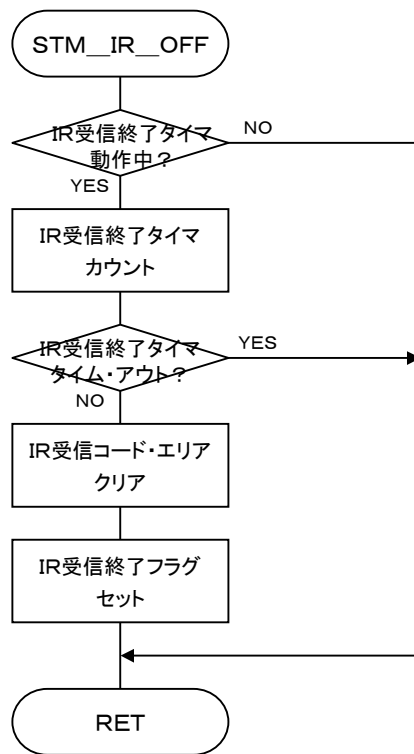 STM__IR__OFF
IR受信終了タイマ
動作中？
NO
YES
IR受信終了タイマ
カウント
IR受信終了タイマ
タイム・アウト？
YES
NO
IR受信コード・エリア
クリア
IR受信終了フラグ
セット
RET